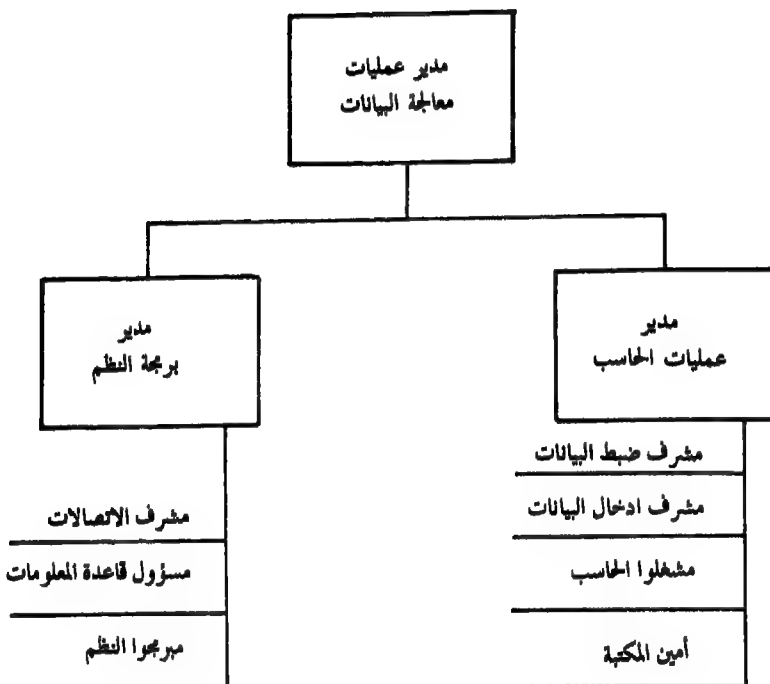 مدير عمليات
معالجة البيانات
مدير
عمليات الحاسب
مشرف ضبط البيانات
مشرف ادخال البيانات
مشغلوا الحاسب
أمين المكتبة
مدير
برمجة النظم
مشرف الاتصالات
مسؤول قاعدة المعلومات
مبرمجوا النظم